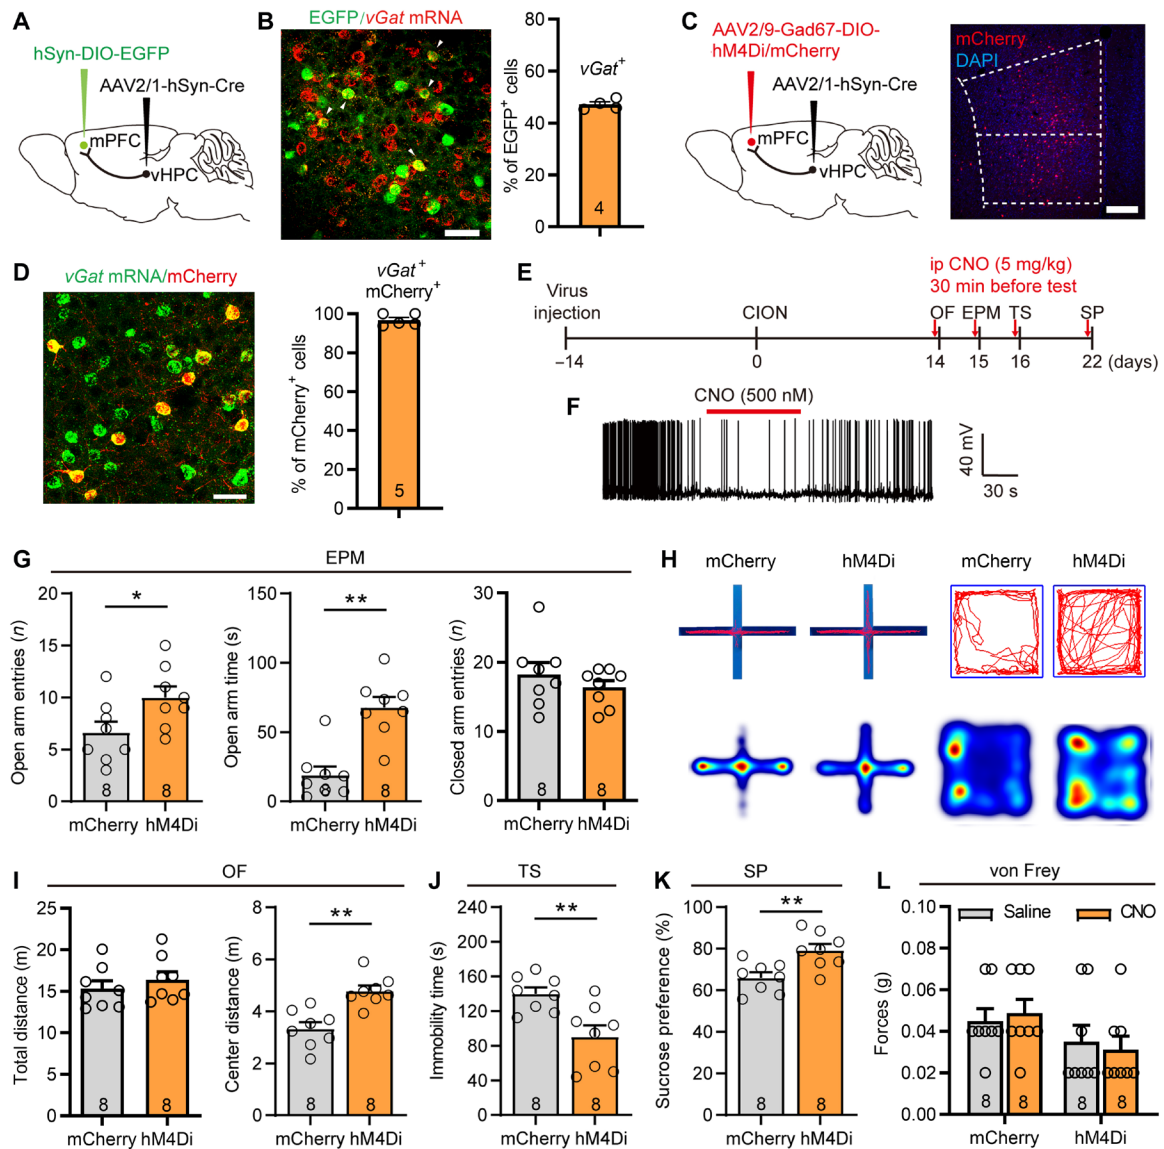 A
hSyn-DIO-EGFP
AAV2/1-hSyn-Cre
mPFC
vHPC
B
EGFP/vGat mRNA
% of EGFP⁺ cells
80
60
40
20
0
vGat⁺
4
C
AAV2/9-Gad67-DIO-
hM4Di/mCherry
AAV2/1-hSyn-Cre
mPFC
vHPC
mCherry
DAPI
D
vGat mRNA/mCherry
vGat⁺
mCherry⁺
% of mCherry⁺ cells
100
80
60
40
20
0
5
E
ip CNO (5 mg/kg)
30 min before test
Virus
injection
CION
OF EPM TS SP
–14 0 14 15 16 22 (days)
F
CNO (500 nM)
40 mV
30 s
G
EPM
Open arm entries (n)
20
15
10
5
0
*
8 8
mCherry hM4Di
Open arm time (s)
150
100
50
0
**
8 8
mCherry hM4Di
Closed arm entries (n)
30
20
10
0
8 8
mCherry hM4Di
H
mCherry hM4Di mCherry hM4Di
I
OF
Total distance (m)
25
20
15
10
5
0
8 8
mCherry hM4Di
Center distance (m)
8
6
4
2
0
**
8 8
mCherry hM4Di
J
TS
Immobility time (s)
240
200
160
120
80
40
0
**
8 8
mCherry hM4Di
K
SP
Sucrose preference (%)
100
80
60
40
20
0
**
8 8
mCherry hM4Di
L
von Frey
Saline CNO
Forces (g)
0.10
0.08
0.06
0.04
0.02
0.00
8 8 8 8
mCherry hM4Di